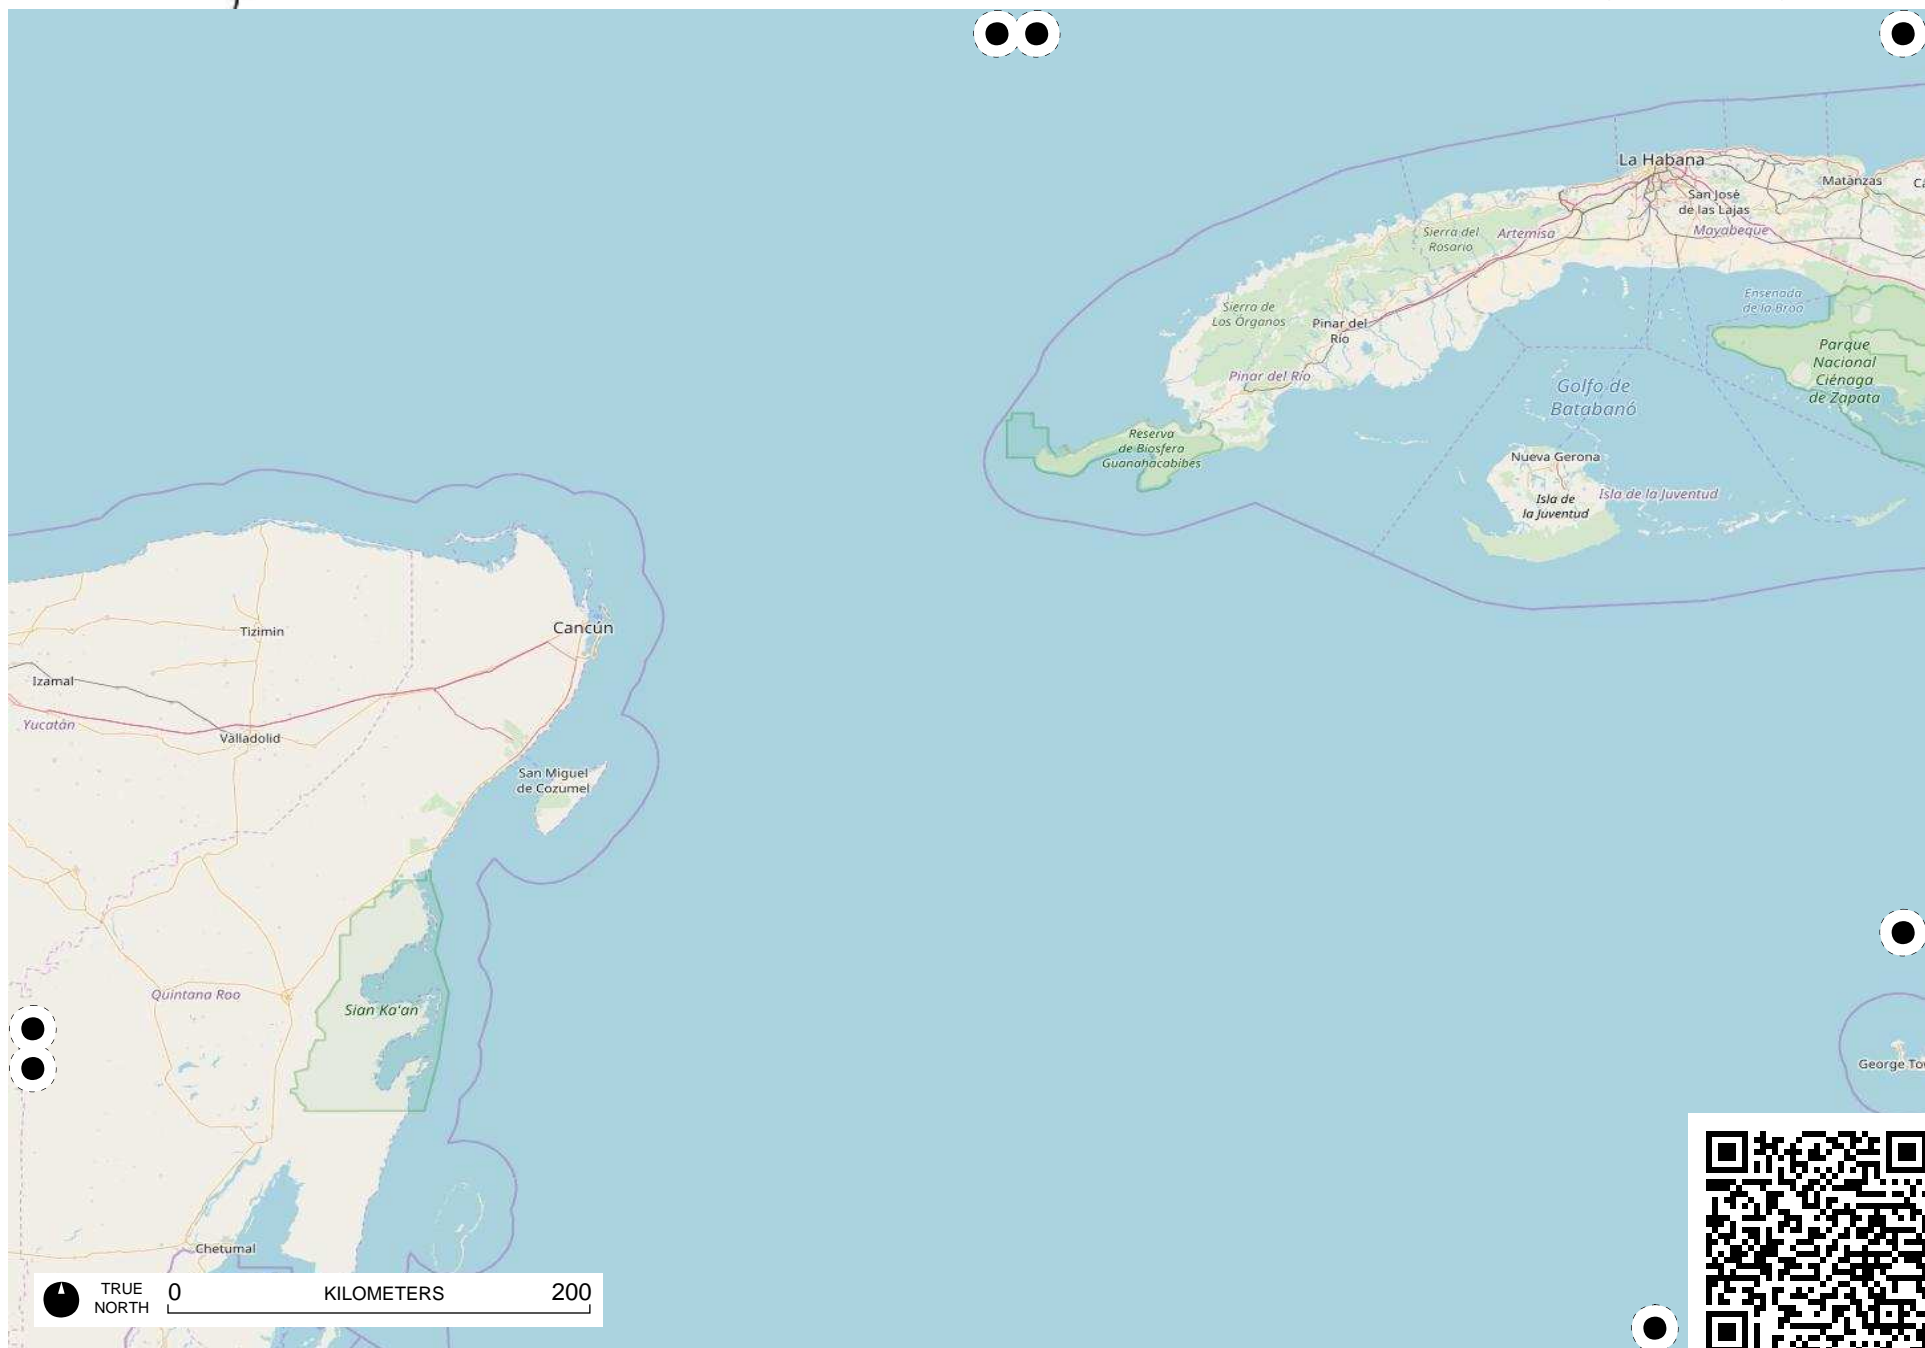 La Habana
Matanzas
San José
de las Lajas
Mayabeque
Sierra del
Rosario
Artemisa
Ensenada
de la Broa
Sierra de
Los Órganos
Pinar del
Río
Parque
Nacional
Ciénaga
de Zapata
Pinar del Río
Golfo de
Batabanó
Reserva
de Biosfera
Guanahacabibes
Nueva Gerona
Isla de
la Juventud
Isla de la Juventud
Cancún
Tizimin
Izamal
Yucatán
Valladolid
San Miguel
de Cozumel
Quintana Roo
Sian Ka'an
George To
Chetumal
TRUE
NORTH
0 KILOMETERS 200